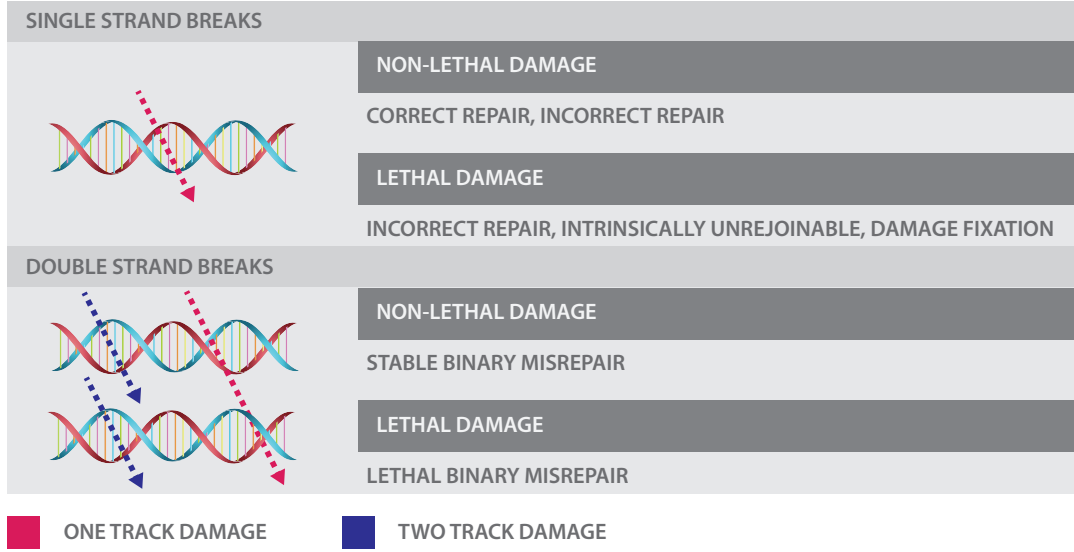 SINGLE STRAND BREAKS
NON-LETHAL DAMAGE
CORRECT REPAIR, INCORRECT REPAIR
LETHAL DAMAGE
INCORRECT REPAIR, INTRINSICALLY UNREJOINABLE, DAMAGE FIXATION
DOUBLE STRAND BREAKS
NON-LETHAL DAMAGE
STABLE BINARY MISREPAIR
LETHAL DAMAGE
LETHAL BINARY MISREPAIR
ONE TRACK DAMAGE
TWO TRACK DAMAGE